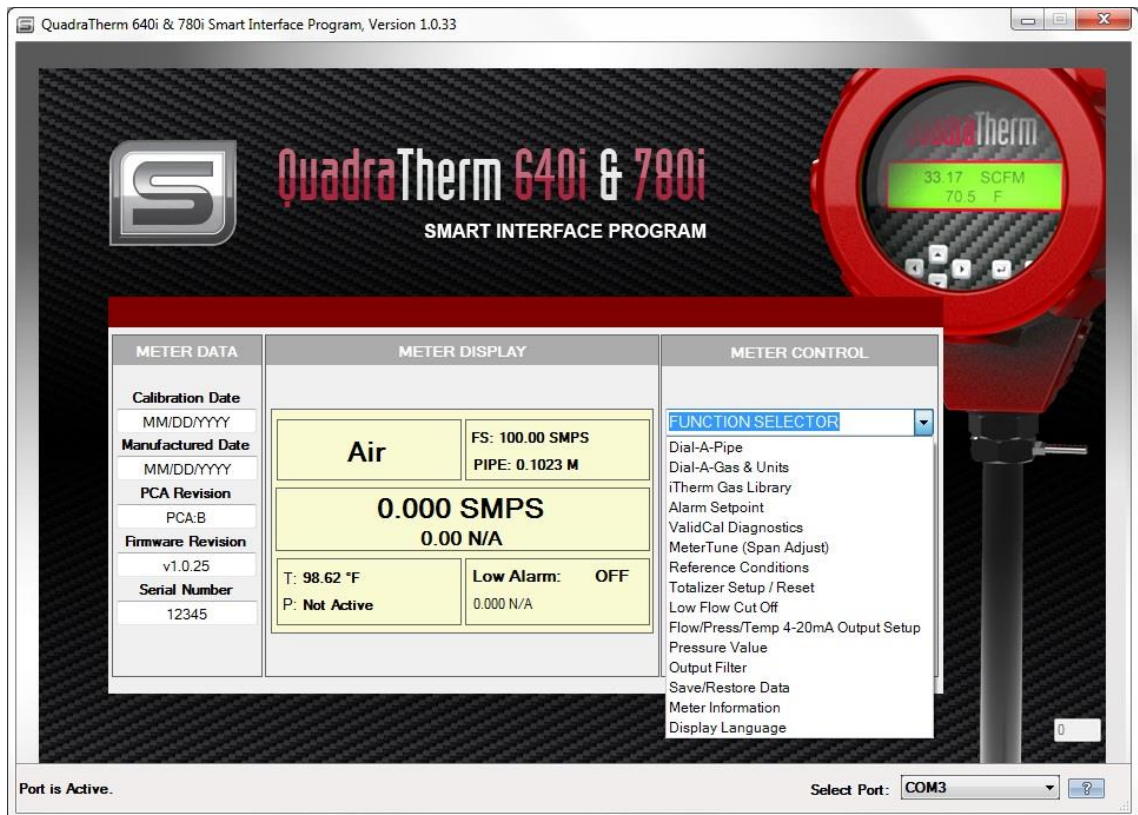 QuadraTherm 640i & 780i Smart Interface Program, Version 1.0.33
QuadraTherm 640i & 780i
SMART INTERFACE PROGRAM
Therm
33.17 SCFM
70.5 F
METER DATA
Calibration Date
MM/DD/YYYY
Manufactured Date
MM/DD/YYYY
PCA Revision
PCA:B
Firmware Revision
v1.0.25
Serial Number
12345
METER DISPLAY
Air
FS: 100.00 SMPS
PIPE: 0.1023 M
0.000 SMPS
0.00 N/A
T: 98.62 °F
P: Not Active
Low Alarm: OFF
0.000 N/A
METER CONTROL
FUNCTION SELECTOR
Dial-A-Pipe
Dial-A-Gas & Units
iTherm Gas Library
Alarm Setpoint
ValidCal Diagnostics
MeterTune (Span Adjust)
Reference Conditions
Totalizer Setup / Reset
Low Flow Cut Off
Flow/Press/Temp 4-20mA Output Setup
Pressure Value
Output Filter
Save/Restore Data
Meter Information
Display Language
0
Port is Active.
Select Port: COM3
?